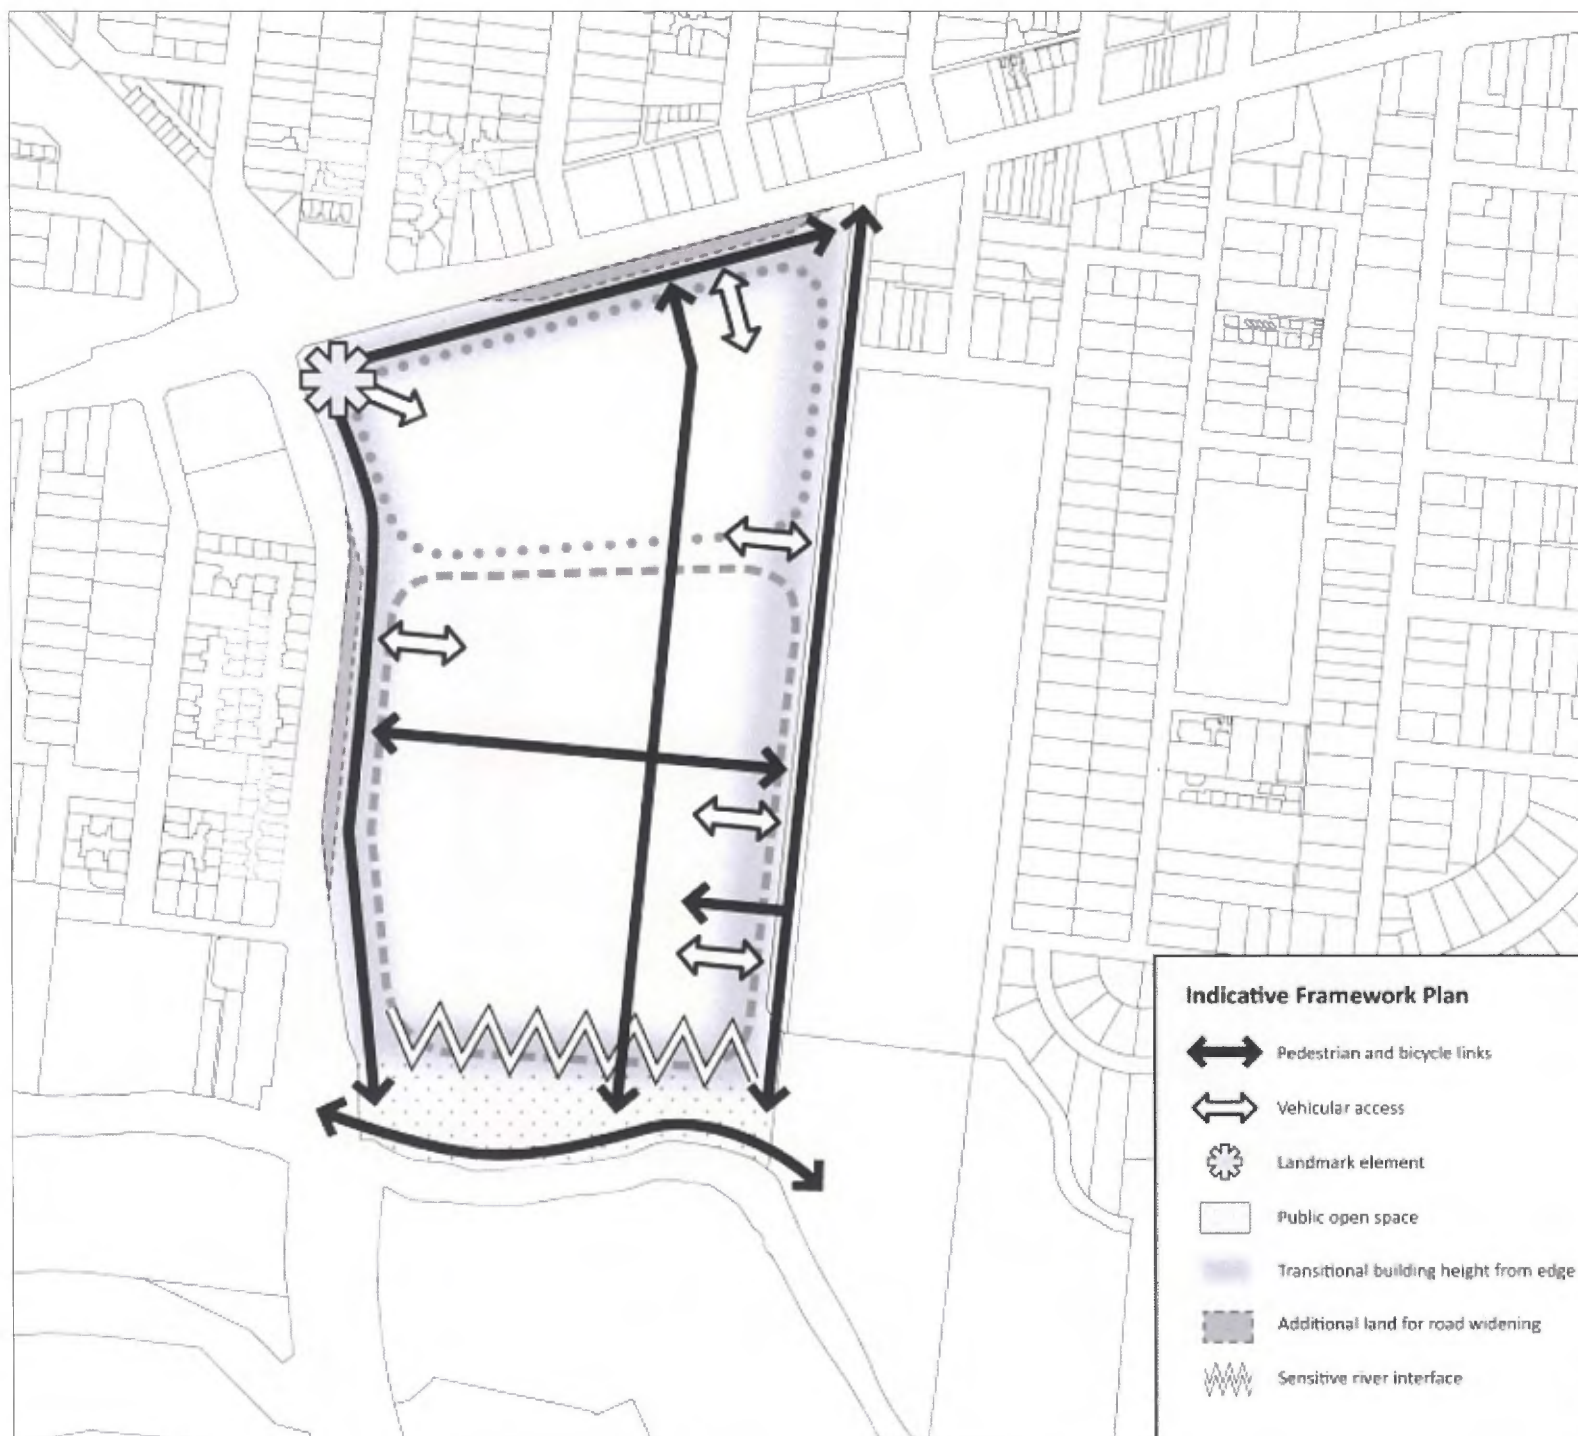 Indicative Framework Plan
Pedestrian and bicycle links
Vehicular access
Landmark element
Public open space
Transitional building height from edge
Additional land for road widening
Sensitive river interface